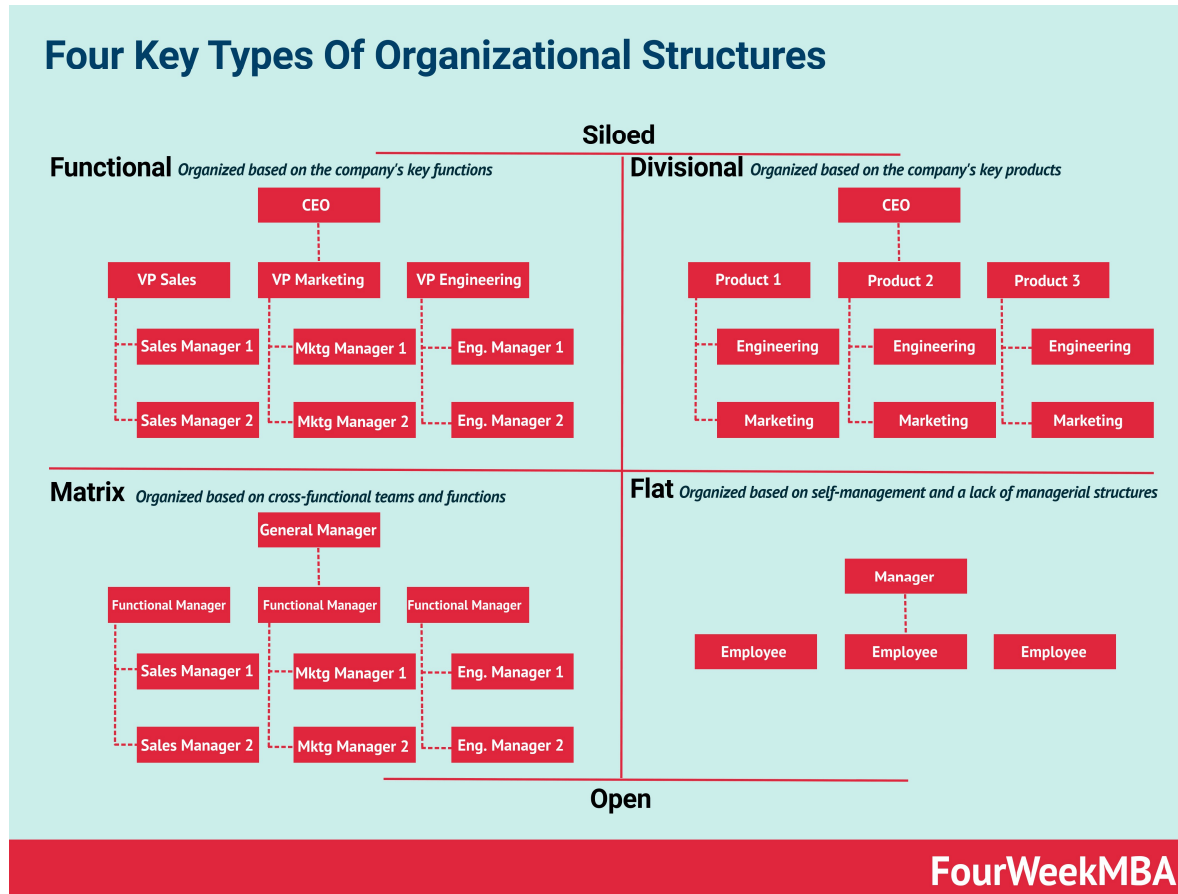 Four Key Types Of Organizational Structures
Siloed
Functional Organized based on the company's key functions
CEO
VP Sales
VP Marketing
VP Engineering
Sales Manager 1
Mktg Manager 1
Eng. Manager 1
Sales Manager 2
Mktg Manager 2
Eng. Manager 2
Divisional Organized based on the company's key products
CEO
Product 1
Product 2
Product 3
Engineering
Engineering
Engineering
Marketing
Marketing
Marketing
Matrix Organized based on cross-functional teams and functions
General Manager
Functional Manager
Functional Manager
Functional Manager
Sales Manager 1
Mktg Manager 1
Eng. Manager 1
Sales Manager 2
Mktg Manager 2
Eng. Manager 2
Flat Organized based on self-management and a lack of managerial structures
Manager
Employee
Employee
Employee
Open
FourWeekMBA